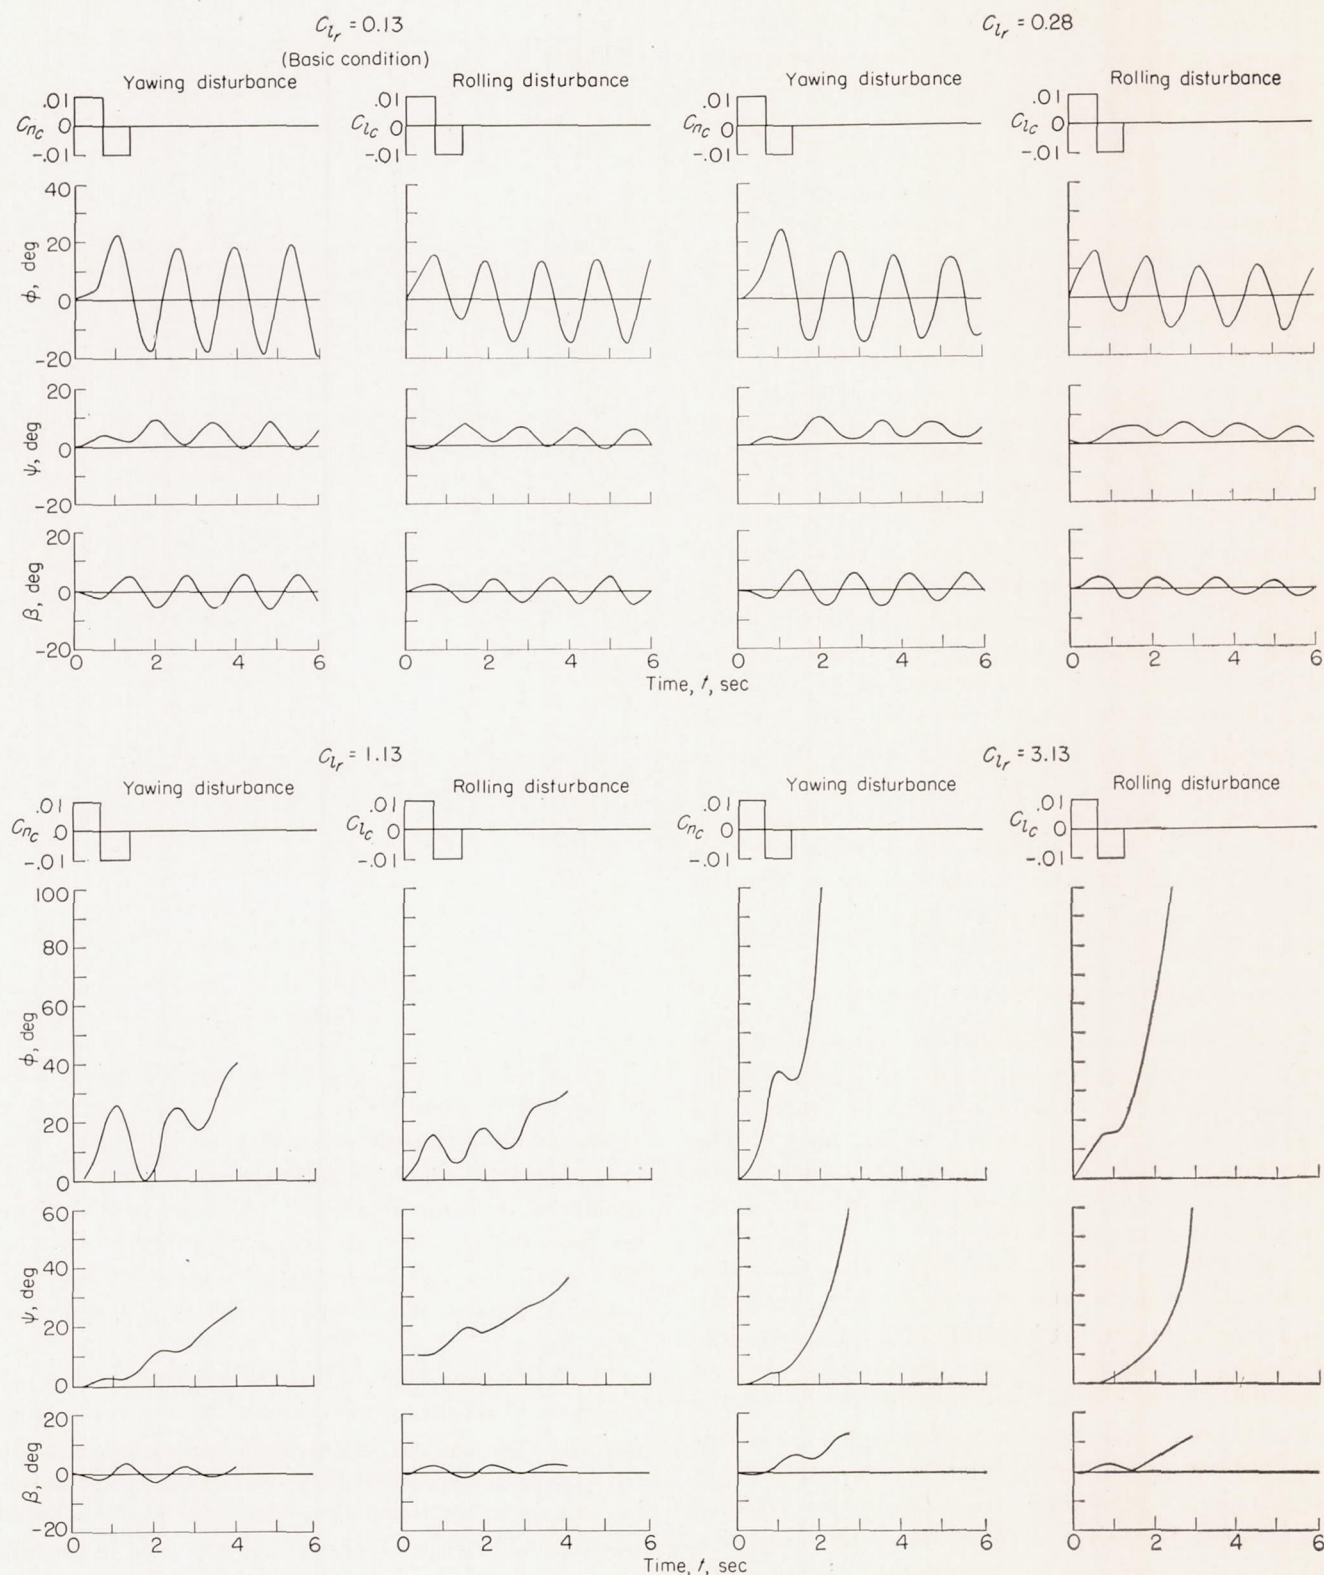 C_{l_r} = 0.13
(Basic condition)
C_{l_r} = 0.28
Yawing disturbance
Rolling disturbance
Yawing disturbance
Rolling disturbance
.01
C_{n_c} 0
-.01
.01
C_{l_c} 0
-.01
.01
C_{n_c} 0
-.01
.01
C_{l_c} 0
-.01
40
20
0
-20
ϕ, deg
20
0
-20
ψ, deg
20
0
-20
β, deg
0 2 4 6
0 2 4 6
0 2 4 6
0 2 4 6
Time, t, sec
C_{l_r} = 1.13
C_{l_r} = 3.13
Yawing disturbance
Rolling disturbance
Yawing disturbance
Rolling disturbance
.01
C_{n_c} 0
-.01
.01
C_{l_c} 0
-.01
.01
C_{n_c} 0
-.01
.01
C_{l_c} 0
-.01
100
80
60
40
20
0
ϕ, deg
60
40
20
0
ψ, deg
20
0
-20
β, deg
0 2 4 6
0 2 4 6
0 2 4 6
0 2 4 6
Time, t, sec